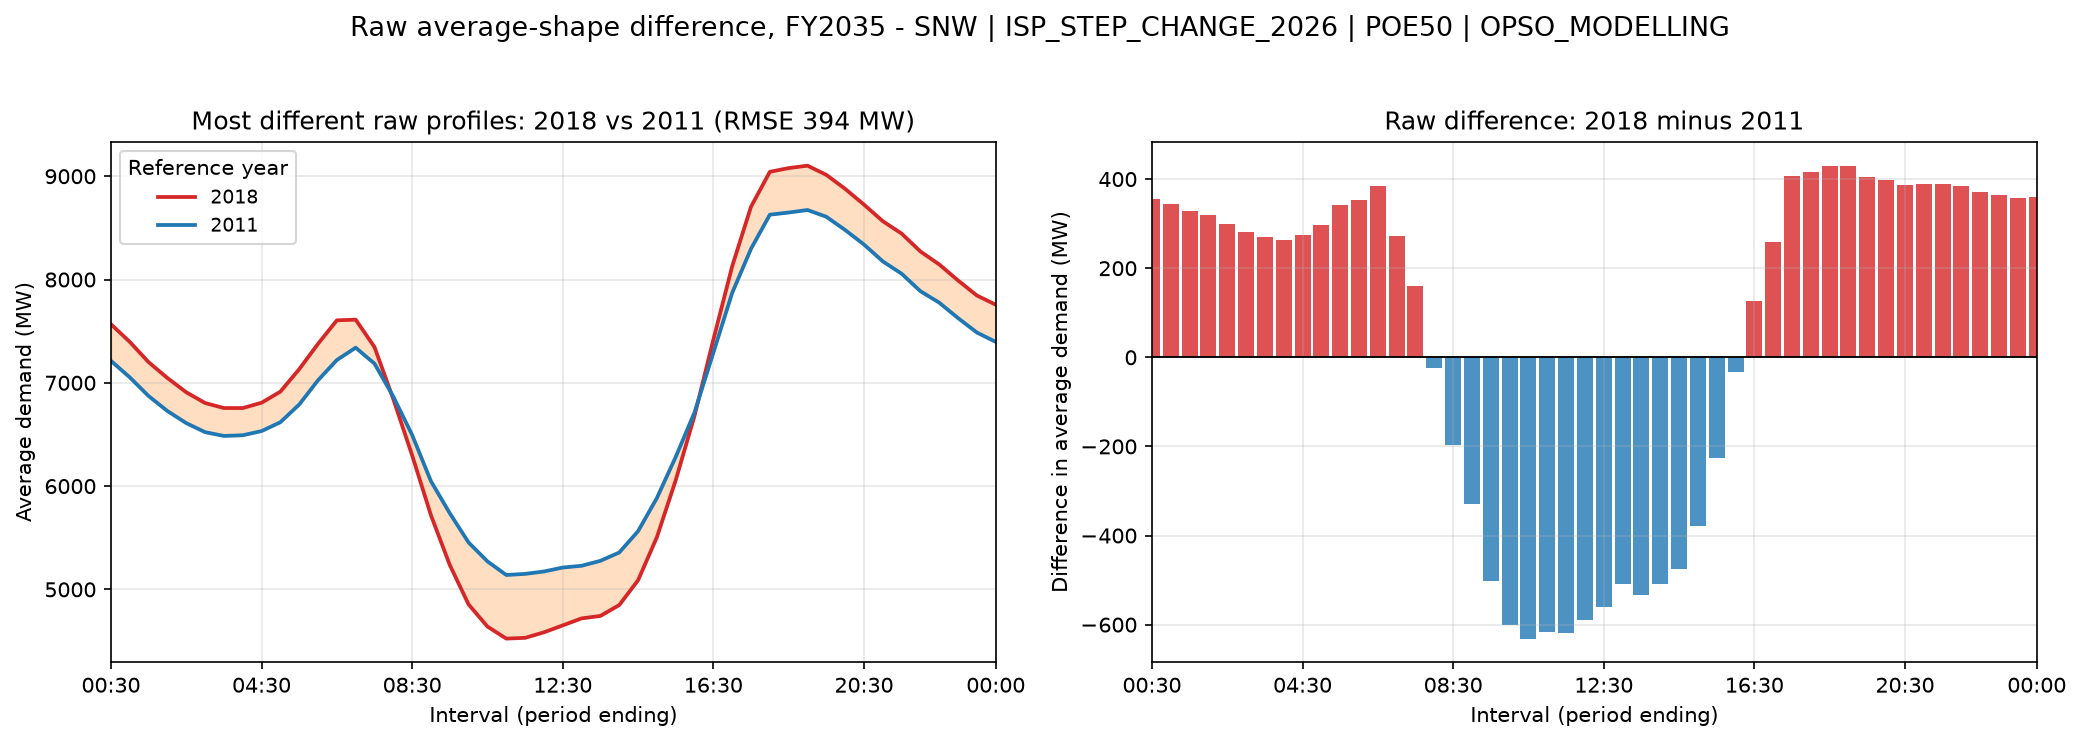 Raw average-shape difference, FY2035 - SNW | ISP_STEP_CHANGE_2026 | POE50 | OPSO_MODELLING
Most different raw profiles: 2018 vs 2011 (RMSE 394 MW)
Average demand (MW)
9000
8000
7000
6000
5000
Reference year
2018
2011
00:30 04:30 08:30 12:30 16:30 20:30 00:00
Interval (period ending)
Raw difference: 2018 minus 2011
Difference in average demand (MW)
400
200
0
−200
−400
−600
00:30 04:30 08:30 12:30 16:30 20:30 00:00
Interval (period ending)